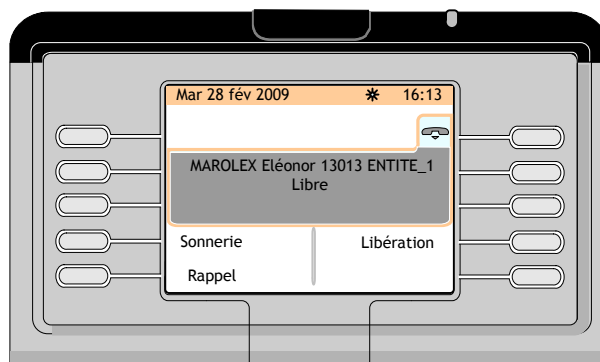 Mar 28 fév 2009 16:13
MAROLEX Eléonor 13013 ENTITE_1
Libre
Sonnerie Libération
Rappel